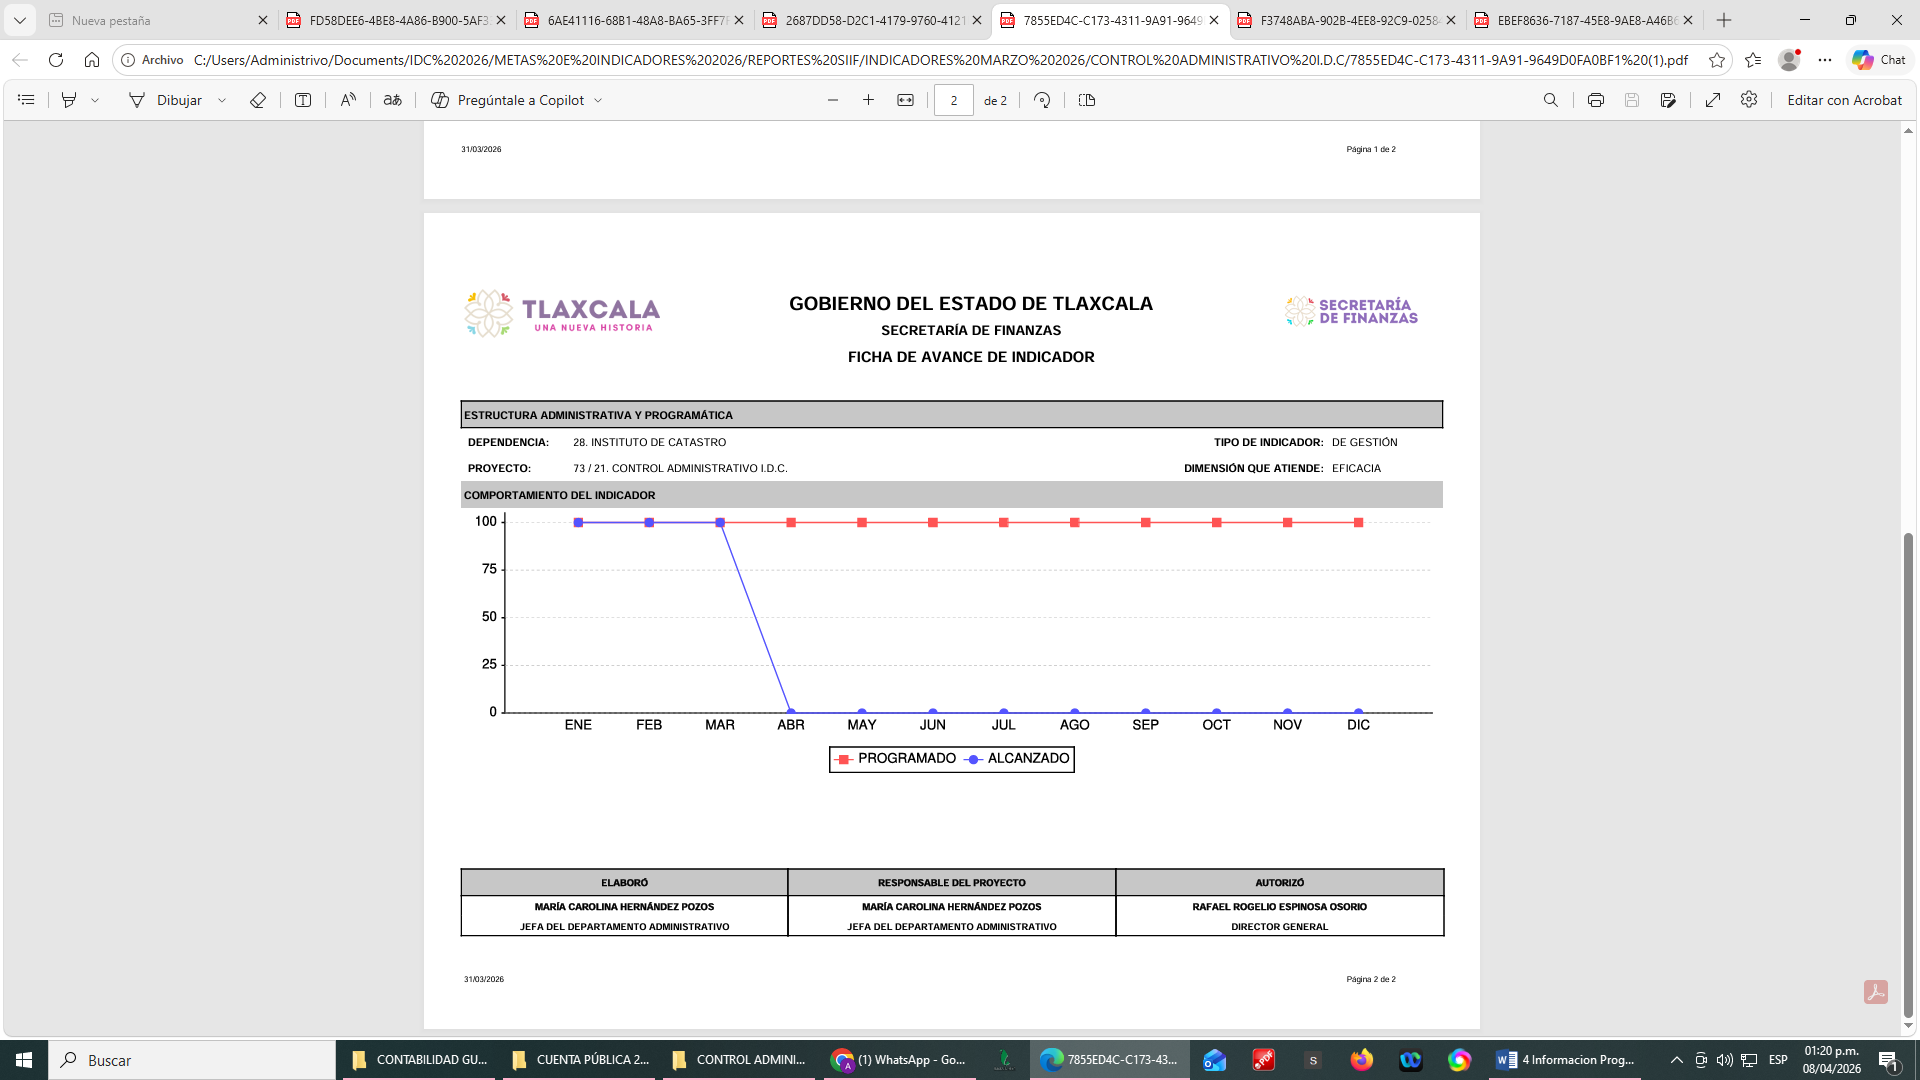 Nueva pestaña
FD58DEE6-4BE8-4A86-B900-5AF3
6AE41116-68B1-48A8-BA65-3FF7F
2687DD58-D2C1-4179-9760-4121
7855ED4C-C173-4311-9A91-9649
F3748ABA-902B-4EE8-92C9-0258
EBEF8636-7187-45E8-9AE8-A46B6
Archivo
C:/Users/Administrivo/Documents/IDC%202026/METAS%20E%20INDICADORES%202026/REPORTES%20SIIF/INDICADORES%20MARZO%202026/CONTROL%20ADMINISTRATIVO%20I.D.C/7855ED4C-C173-4311-9A91-9649D0FA0BF1%20(1).pdf
Chat
Dibujar
Pregúntale a Copilot
2 de 2
Editar con Acrobat
31/03/2026
Página 1 de 2
TLAXCALA
UNA NUEVA HISTORIA
GOBIERNO DEL ESTADO DE TLAXCALA
SECRETARÍA DE FINANZAS
FICHA DE AVANCE DE INDICADOR
SECRETARÍA
DE FINANZAS
ESTRUCTURA ADMINISTRATIVA Y PROGRAMÁTICA
DEPENDENCIA: 28. INSTITUTO DE CATASTRO
TIPO DE INDICADOR: DE GESTIÓN
PROYECTO: 73 / 21. CONTROL ADMINISTRATIVO I.D.C.
DIMENSIÓN QUE ATIENDE: EFICACIA
COMPORTAMIENTO DEL INDICADOR
100
75
50
25
0
ENE FEB MAR ABR MAY JUN JUL AGO SEP OCT NOV DIC
PROGRAMADO ALCANZADO
ELABORÓ RESPONSABLE DEL PROYECTO AUTORIZÓ
MARÍA CAROLINA HERNÁNDEZ POZOS MARÍA CAROLINA HERNÁNDEZ POZOS RAFAEL ROGELIO ESPINOSA OSORIO
JEFA DEL DEPARTAMENTO ADMINISTRATIVO JEFA DEL DEPARTAMENTO ADMINISTRATIVO DIRECTOR GENERAL
31/03/2026
Página 2 de 2
Buscar
CONTABILIDAD GU...
CUENTA PÚBLICA 2...
CONTROL ADMINI...
(1) WhatsApp - Go...
7855ED4C-C173-43...
4 Informacion Prog...
ESP
01:20 p.m.
08/04/2026
1